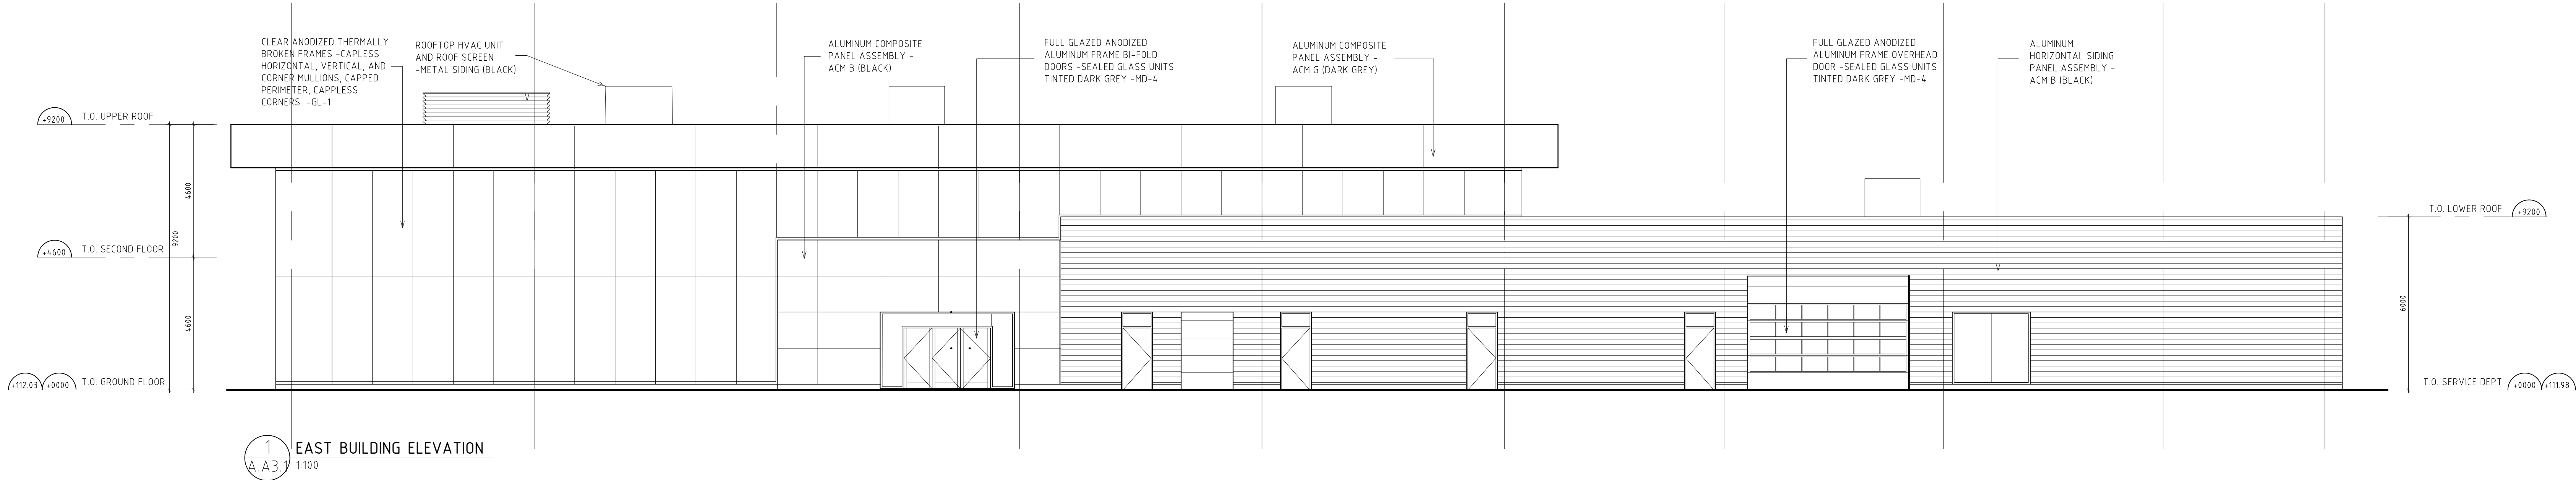 CLEAR ANODIZED THERMALLY
BROKEN FRAMES -CAPLESS
HORIZONTAL, VERTICAL, AND
CORNER MULLIONS, CAPPED
PERIMETER, CAPPLESS
CORNERS -GL-1
ROOFTOP HVAC UNIT
AND ROOF SCREEN
-METAL SIDING (BLACK)
ALUMINUM COMPOSITE
PANEL ASSEMBLY -
ACM B (BLACK)
FULL GLAZED ANODIZED
ALUMINUM FRAME BI-FOLD
DOORS -SEALED GLASS UNITS
TINTED DARK GREY -MD-4
ALUMINUM COMPOSITE
PANEL ASSEMBLY -
ACM G (DARK GREY)
FULL GLAZED ANODIZED
ALUMINUM FRAME OVERHEAD
DOOR -SEALED GLASS UNITS
TINTED DARK GREY -MD-4
ALUMINUM
HORIZONTAL SIDING
PANEL ASSEMBLY -
ACM B (BLACK)
+9200 T.O. UPPER ROOF
4600
9200
+4600 T.O. SECOND FLOOR
4600
+112.03 +0000 T.O. GROUND FLOOR
T.O. LOWER ROOF +9200
6000
T.O. SERVICE DEPT +0000 +111.98
1
A.A3.1
EAST BUILDING ELEVATION
1:100